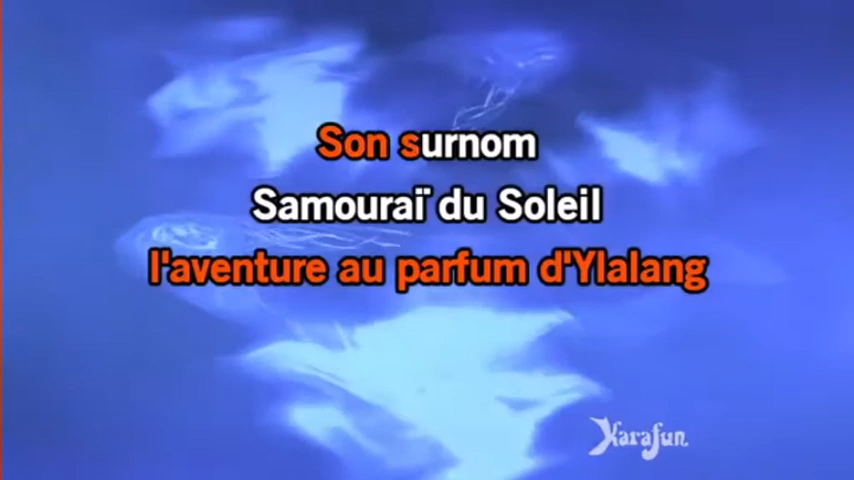 Son surnom
Samouraï du Soleil
l'aventure au parfum d'Ylalang
Karafun